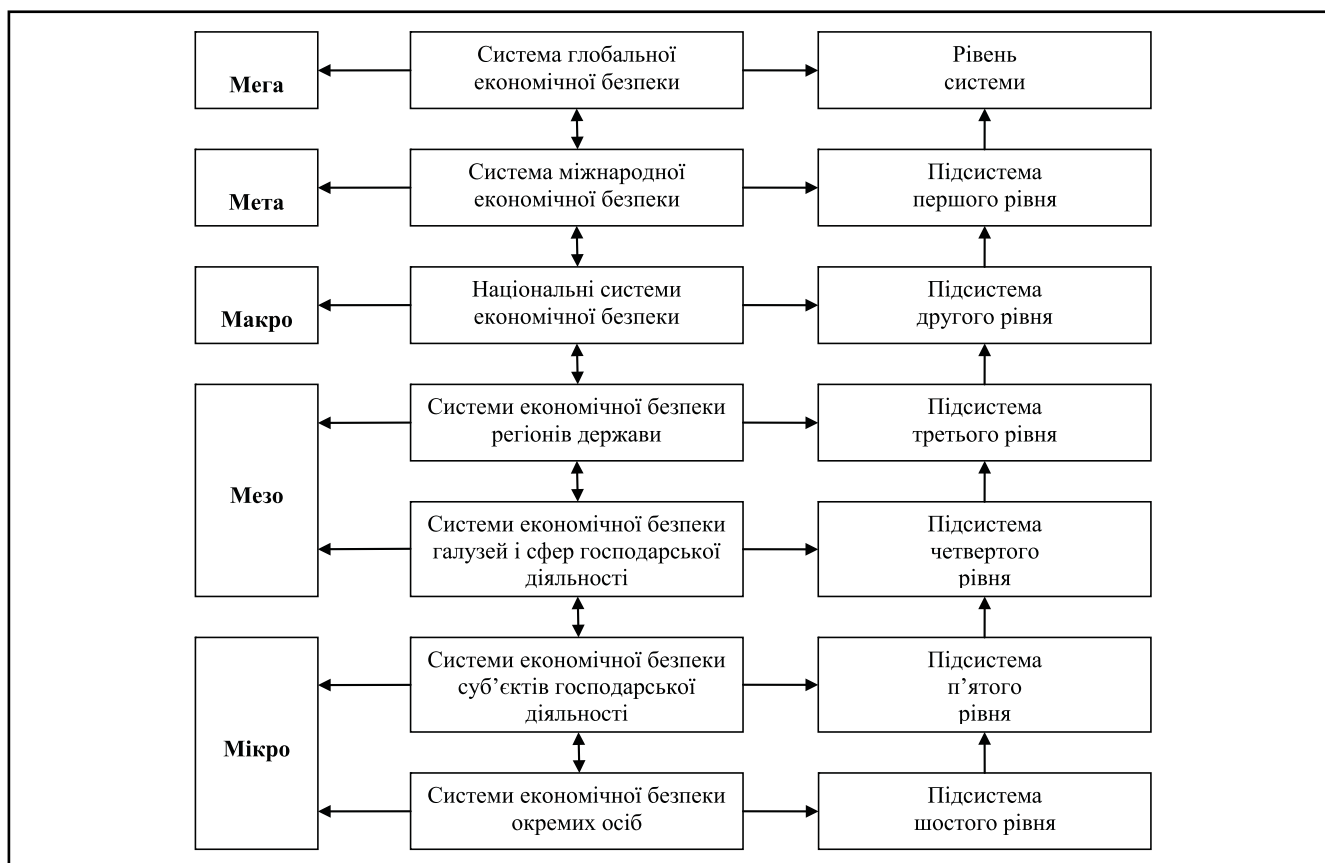 Мега
Система глобальної
економічної безпеки
Рівень
системи
Мета
Система міжнародної
економічної безпеки
Підсистема
першого рівня
Макро
Національні системи
економічної безпеки
Підсистема
другого рівня
Мезо
Системи економічної безпеки
регіонів держави
Підсистема
третього рівня
Системи економічної безпеки
галузей і сфер господарської
діяльності
Підсистема
четвертого
рівня
Мікро
Системи економічної безпеки
суб’єктів господарської
діяльності
Підсистема
п’ятого
рівня
Системи економічної безпеки
окремих осіб
Підсистема
шостого рівня